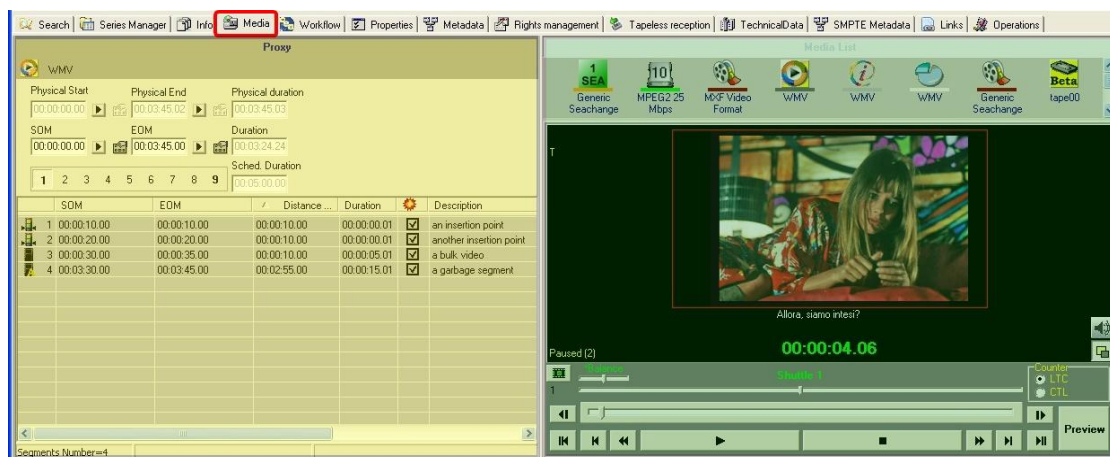 Search Series Manager Info Media Workflow Properties Metadata Rights management Tapeless reception TechnicalData SMPTE Metadata Links Operations
Proxy
WMV
Physical Start Physical End Physical duration
00:00:00.00 00:03:45.02 00:03:45.03
SOM EOM Duration
00:00:00.00 00:03:45.00 00:03:24.24
Sched. Duration
1 2 3 4 5 6 7 8 9 00:05:00.00
SOM EOM / Distance ... Duration Description
1 00:00:10.00 00:00:10.00 00:00:10.00 00:00:00.01 an insertion point
2 00:00:20.00 00:00:20.00 00:00:10.00 00:00:00.01 another insertion point
3 00:00:30.00 00:00:35.00 00:00:10.00 00:00:05.01 a bulk video
4 00:03:30.00 00:03:45.00 00:02:55.00 00:00:15.01 a garbage segment
Segments Number=4
Media List
1 SEA
{10}
Beta
Generic Seachange
MPEG2 25 Mbps
MXF Video Format
WMV
WMV
WMV
Generic Seachange
tape00
T
Allora, siamo intesi?
Paused (2) 00:00:04.06
Balance Shuttle 1 Counter
1 LTC
CTL
Preview